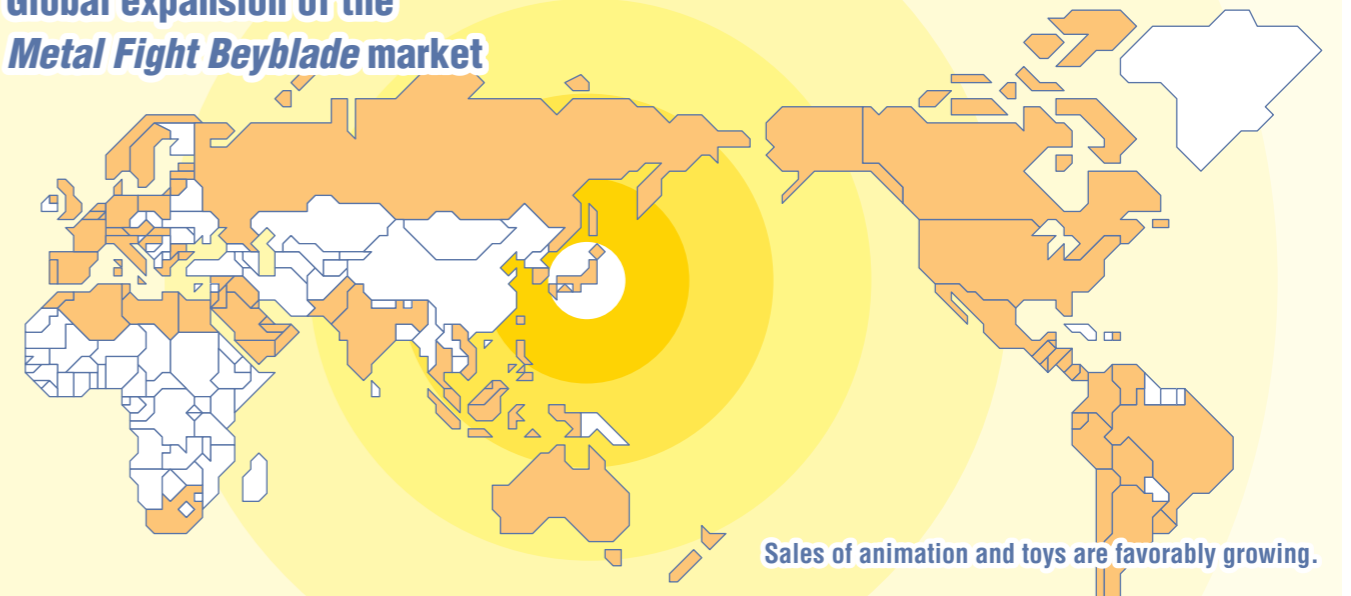 Global expansion of the
Metal Fight Beyblade market
Sales of animation and toys are favorably growing.